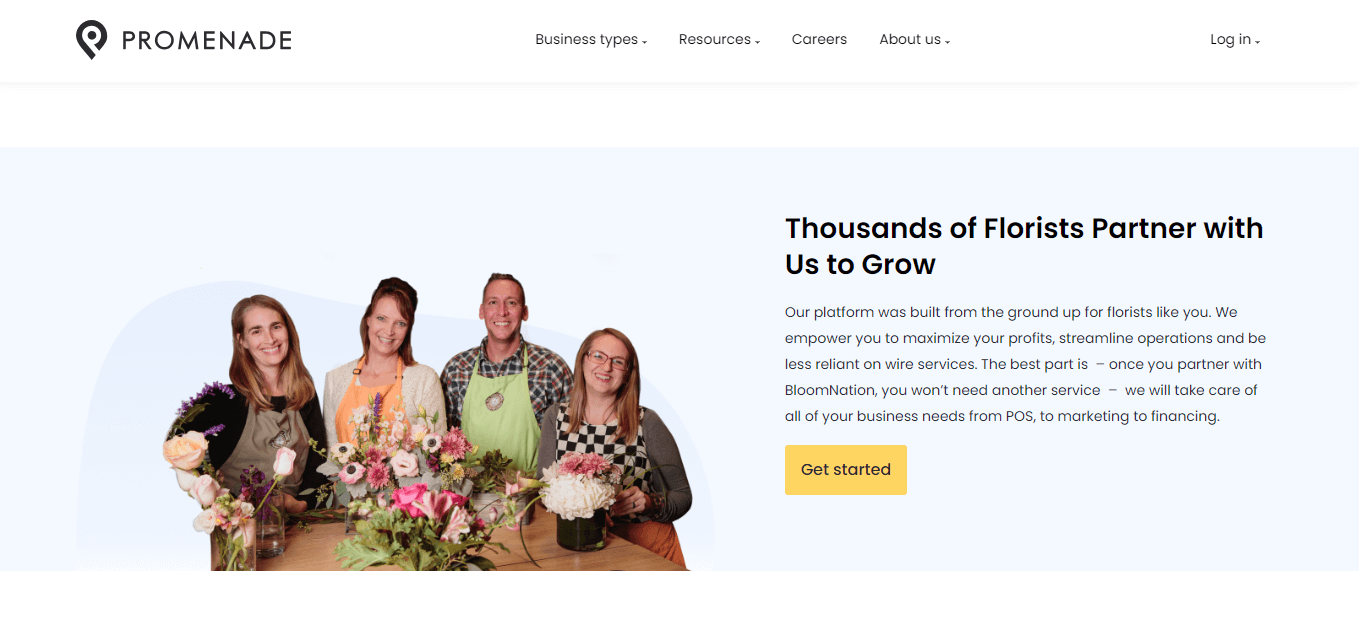 PROMENADE
Business types
Resources
Careers
About us
Log in
Thousands of Florists Partner with
Us to Grow
Our platform was built from the ground up for florists like you. We
empower you to maximize your profits, streamline operations and be
less reliant on wire services. The best part is – once you partner with
BloomNation, you won’t need another service – we will take care of
all of your business needs from POS, to marketing to financing.
Get started